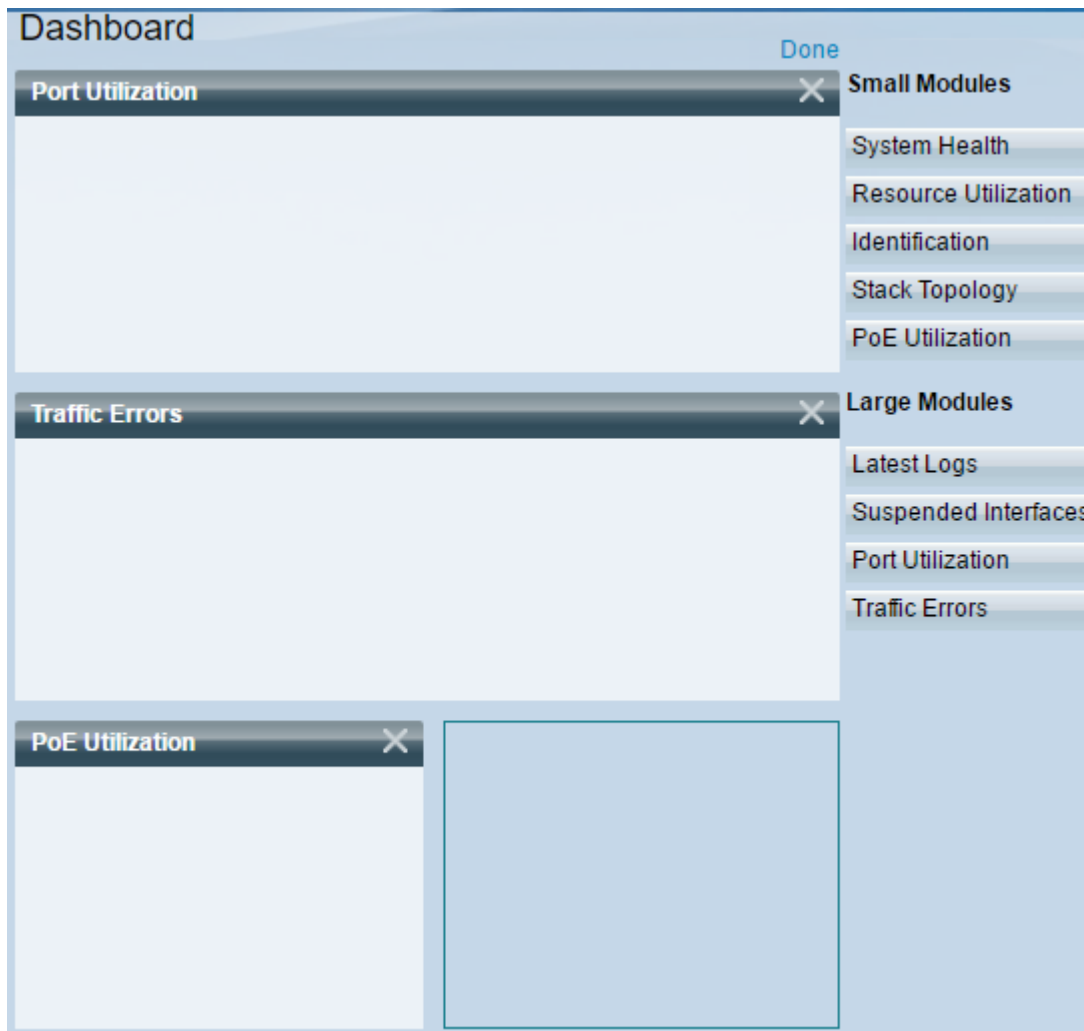 Dashboard
Done
Port Utilization
Traffic Errors
PoE Utilization
Small Modules
System Health
Resource Utilization
Identification
Stack Topology
PoE Utilization
Large Modules
Latest Logs
Suspended Interfaces
Port Utilization
Traffic Errors